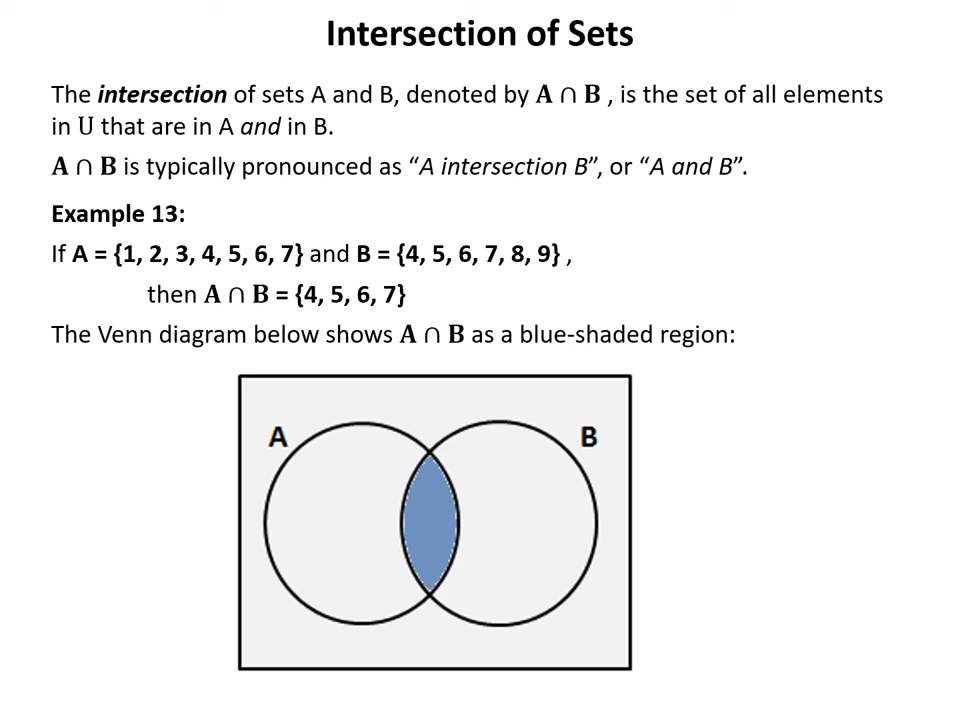 Intersection of Sets
The intersection of sets A and B, denoted by A ∩ B , is the set of all elements
in U that are in A and in B.
A ∩ B is typically pronounced as “A intersection B”, or “A and B”.
Example 13:
If A = {1, 2, 3, 4, 5, 6, 7} and B = {4, 5, 6, 7, 8, 9} ,
then A ∩ B = {4, 5, 6, 7}
The Venn diagram below shows A ∩ B as a blue-shaded region:
A
B